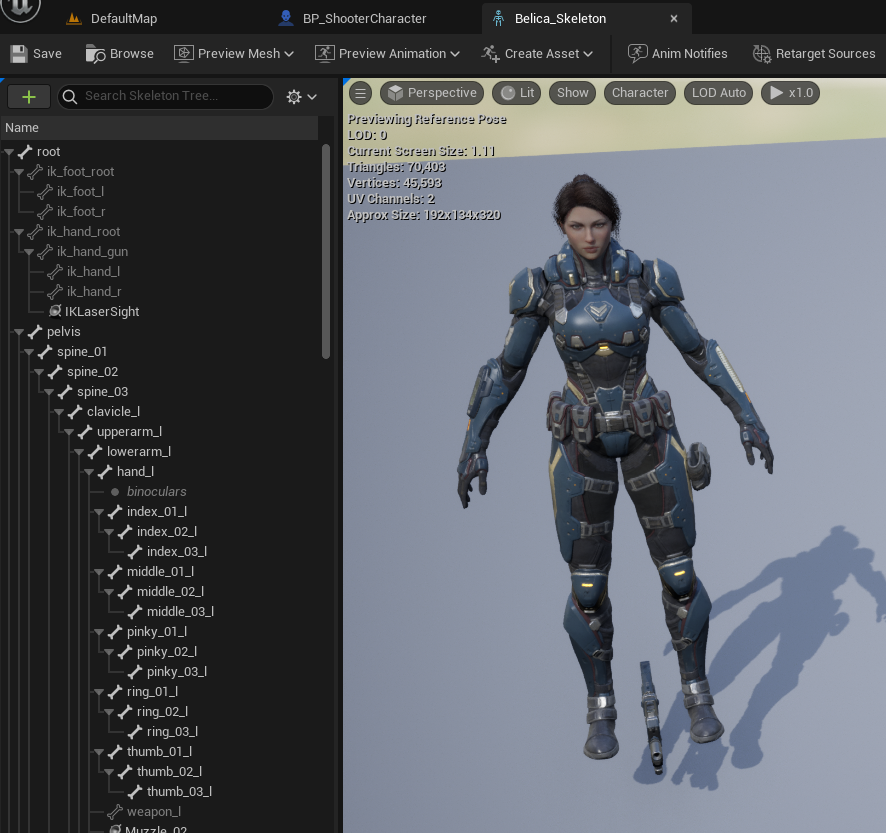 DefaultMap
BP_ShooterCharacter
Belica_Skeleton
Save
Browse
Preview Mesh
Preview Animation
Create Asset
Anim Notifies
Retarget Sources
Search Skeleton Tree...
Perspective
Lit
Show
Character
LOD Auto
x1.0
Name
Previewing Reference Pose
LOD: 0
Current Screen Size: 1.11
Triangles: 70,403
Vertices: 45,593
UV Channels: 2
Approx Size: 192x134x320
root
ik_foot_root
ik_foot_l
ik_foot_r
ik_hand_root
ik_hand_gun
ik_hand_l
ik_hand_r
IKLaserSight
pelvis
spine_01
spine_02
spine_03
clavicle_l
upperarm_l
lowerarm_l
hand_l
binoculars
index_01_l
index_02_l
index_03_l
middle_01_l
middle_02_l
middle_03_l
pinky_01_l
pinky_02_l
pinky_03_l
ring_01_l
ring_02_l
ring_03_l
thumb_01_l
thumb_02_l
thumb_03_l
weapon_l
Muzzle_02